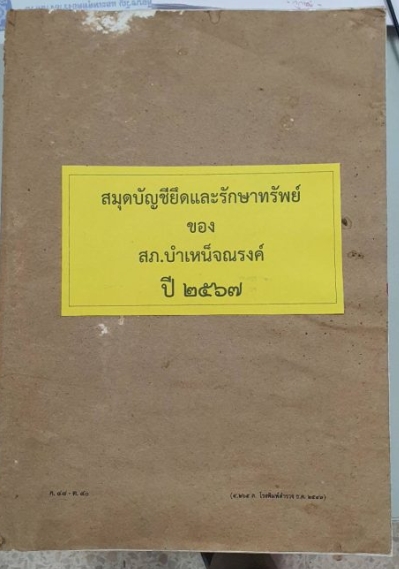 สมุดบัญชียึดและรักษาทรัพย์
ของ
สภ.บำเหน็จณรงค์
ปี ๒๕๖๗